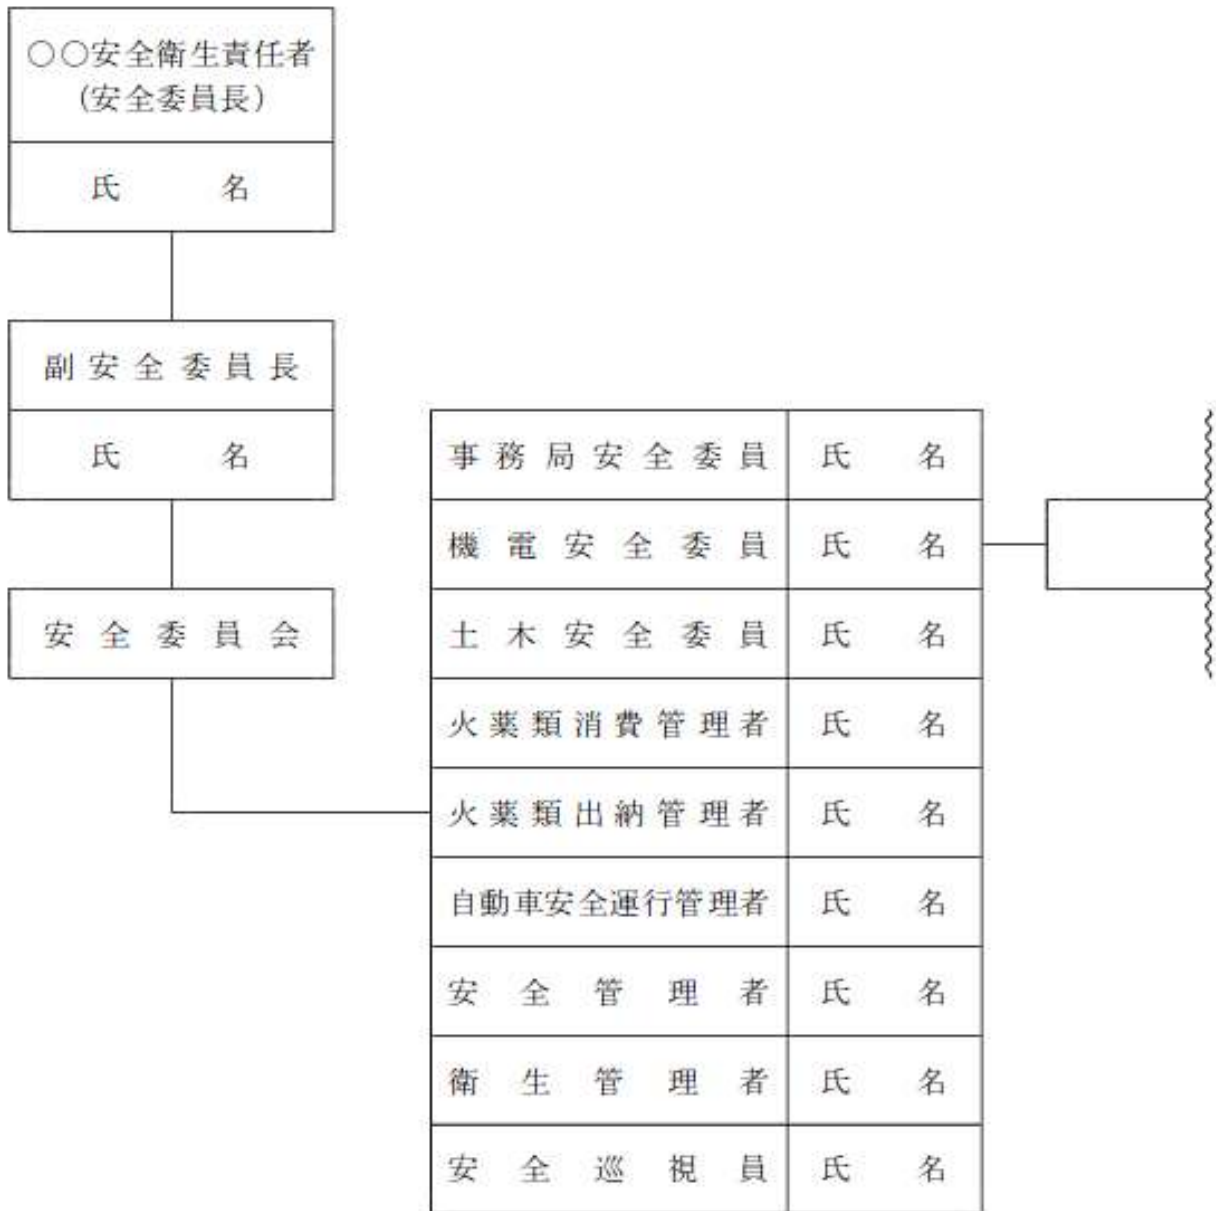 ○○安全衛生責任者
(安全委員長)
氏名
副安全委員長
氏名
安全委員会
事務局安全委員 氏名
機電安全委員 氏名
土木安全委員 氏名
火薬類消費管理者 氏名
火薬類出納管理者 氏名
自動車安全運行管理者 氏名
安全管理者 氏名
衛生管理者 氏名
安全巡視員 氏名